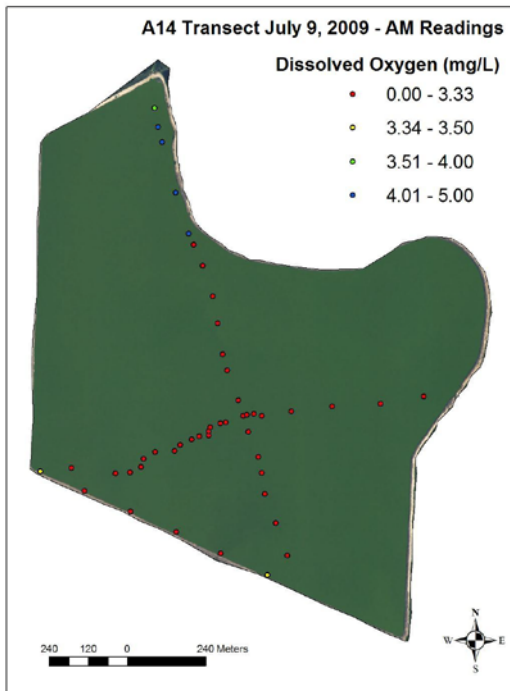 A14 Transect July 9, 2009 - AM Readings
Dissolved Oxygen (mg/L)
0.00 - 3.33
3.34 - 3.50
3.51 - 4.00
4.01 - 5.00
N
W E
S
240 120 0 240 Meters